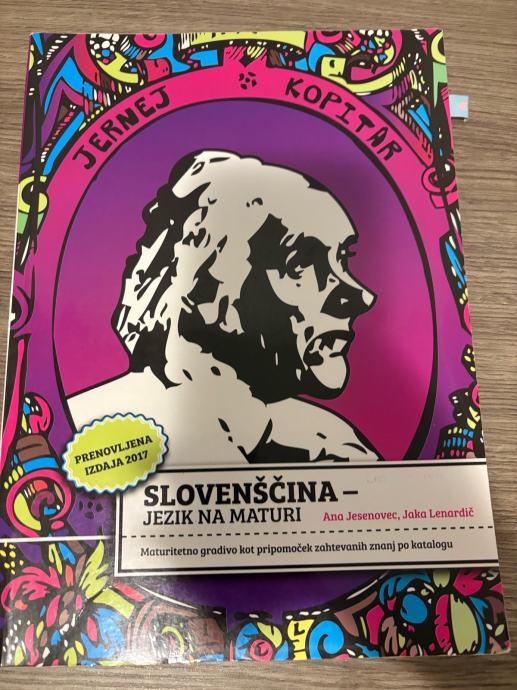 JERNEJ KOPITAR
PRENOVLJENA
IZDAJA 2017
SLOVENŠČINA –
JEZIK NA MATURI
Ana Jesenovec, Jaka Lenardič
Maturitetno gradivo kot pripomoček zahtevanih znanj po katalogu